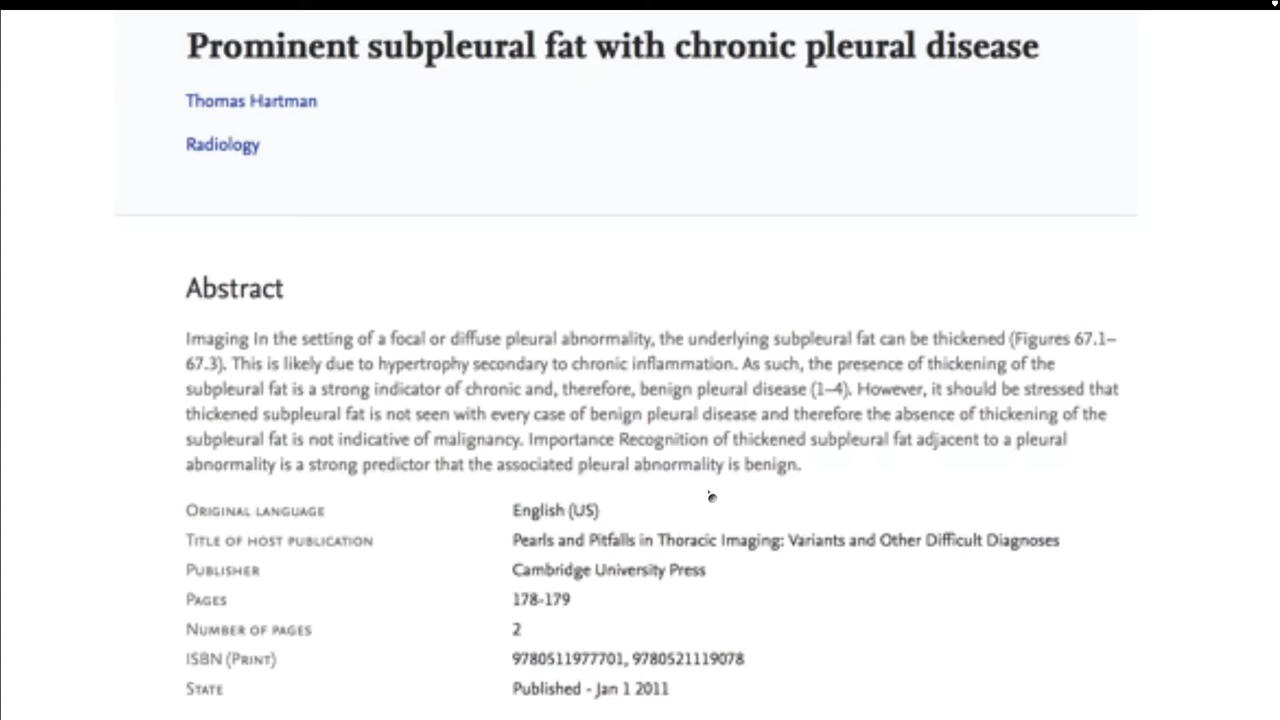 Prominent subpleural fat with chronic pleural disease
Thomas Hartman
Radiology
Abstract
Imaging In the setting of a focal or diffuse pleural abnormality, the underlying subpleural fat can be thickened (Figures 67.1–
67.3). This is likely due to hypertrophy secondary to chronic inflammation. As such, the presence of thickening of the
subpleural fat is a strong indicator of chronic and, therefore, benign pleural disease (1–4). However, it should be stressed that
thickened subpleural fat is not seen with every case of benign pleural disease and therefore the absence of thickening of the
subpleural fat is not indicative of malignancy. Importance Recognition of thickened subpleural fat adjacent to a pleural
abnormality is a strong predictor that the associated pleural abnormality is benign.
ORIGINAL LANGUAGE English (US)
TITLE OF HOST PUBLICATION Pearls and Pitfalls in Thoracic Imaging: Variants and Other Difficult Diagnoses
PUBLISHER Cambridge University Press
PAGES 178-179
NUMBER OF PAGES 2
ISBN (PRINT) 9780511977701, 9780521119078
STATE Published - Jan 1 2011